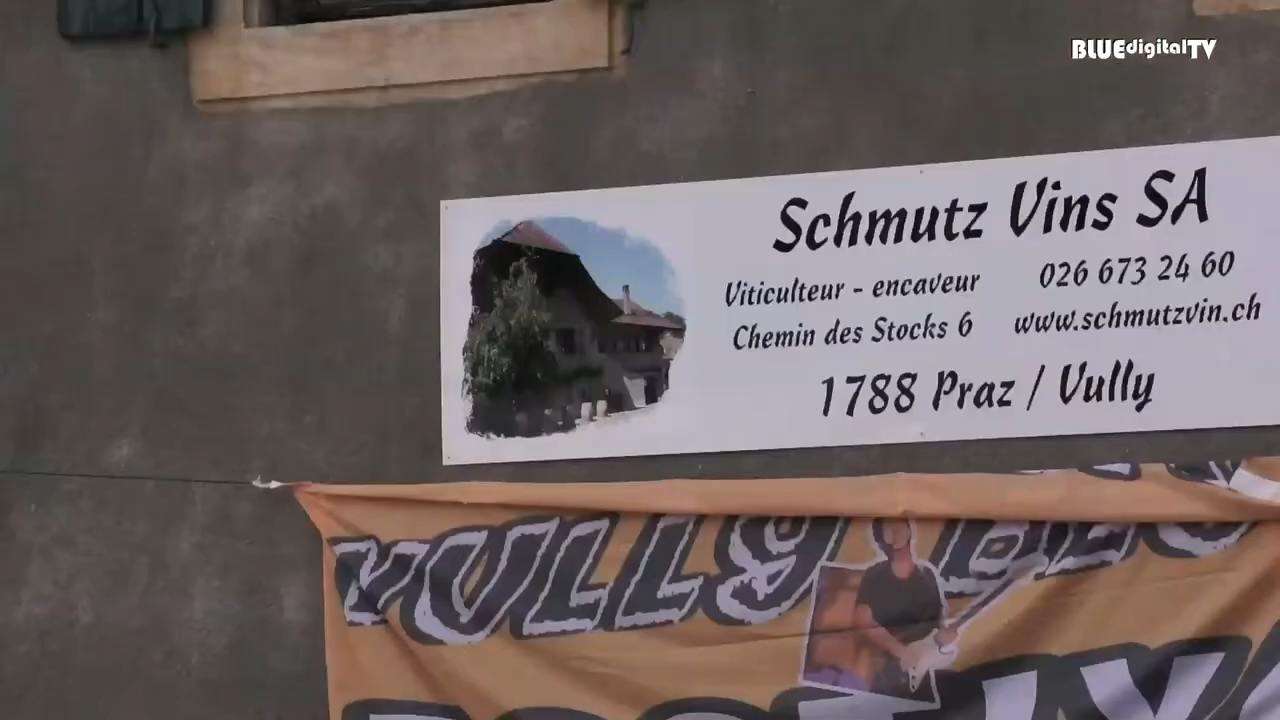 BLUEdigitalTV
Schmutz Vins SA
Viticulteur - encaveur
026 673 24 60
Chemin des Stocks 6
www.schmutzvin.ch
1788 Praz / Vully
VULLY